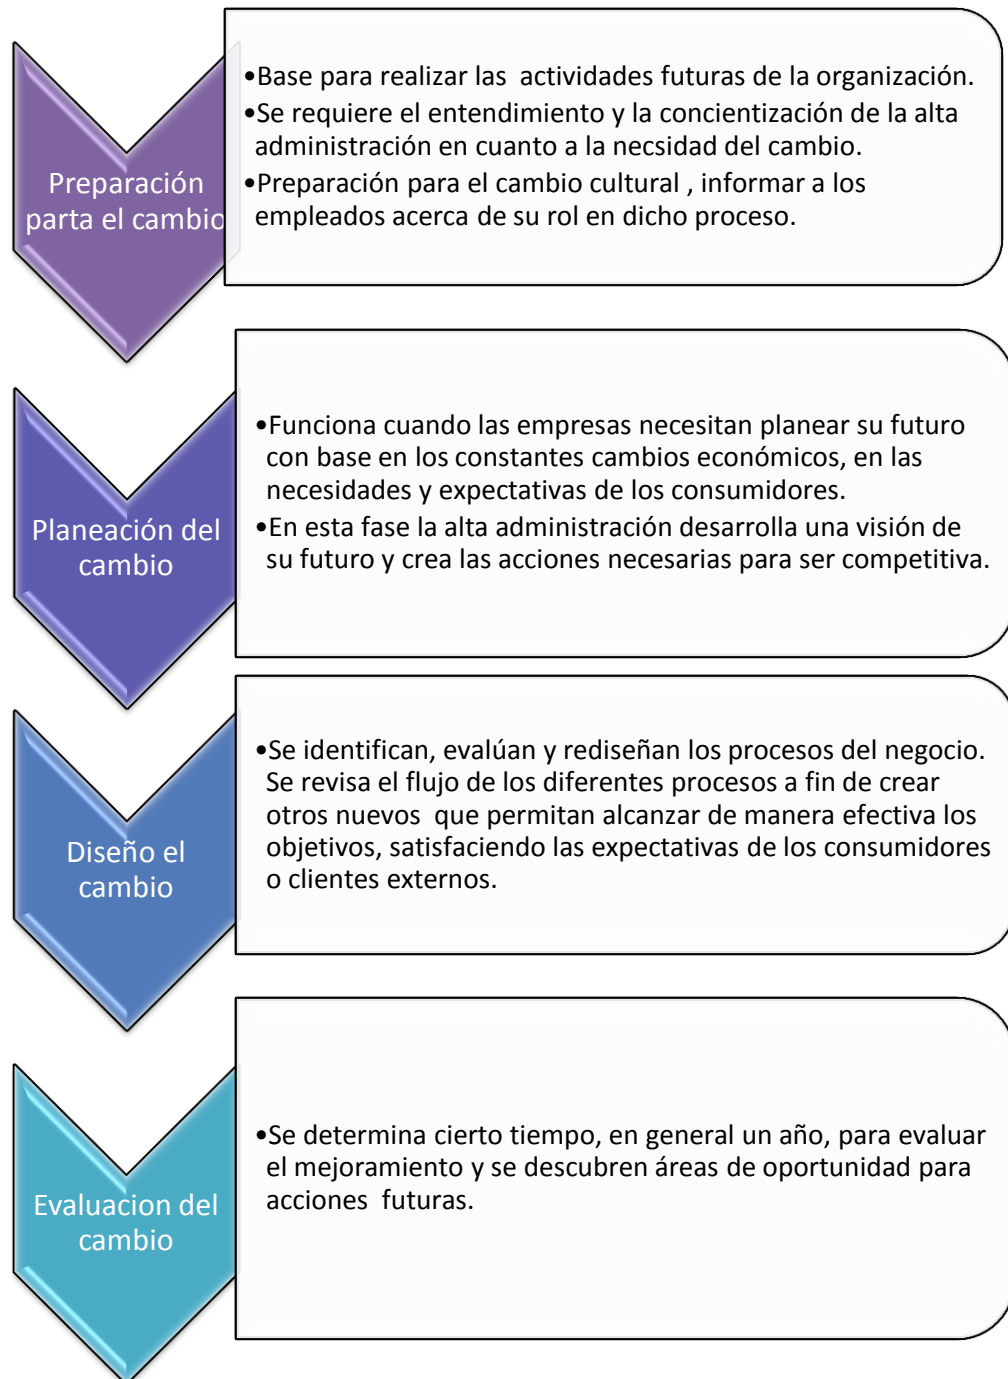 Preparación
parta el cambio
•Base para realizar las  actividades futuras de la organización.
•Se requiere el entendimiento y la concientización de la alta
administración en cuanto a la necsidad del cambio.
•Preparación para el cambio cultural , informar a los
empleados acerca de su rol en dicho proceso.
Planeación del
cambio
•Funciona cuando las empresas necesitan planear su futuro
con base en los constantes cambios económicos, en las
necesidades y expectativas de los consumidores.
•En esta fase la alta administración desarrolla una visión de
su futuro y crea las acciones necesarias para ser competitiva.
Diseño el
cambio
•Se identifican, evalúan y rediseñan los procesos del negocio.
Se revisa el flujo de los diferentes procesos a fin de crear
otros nuevos  que permitan alcanzar de manera efectiva los
objetivos, satisfaciendo las expectativas de los consumidores
o clientes externos.
Evaluacion del
cambio
•Se determina cierto tiempo, en general un año, para evaluar
el mejoramiento y se descubren áreas de oportunidad para
acciones  futuras.